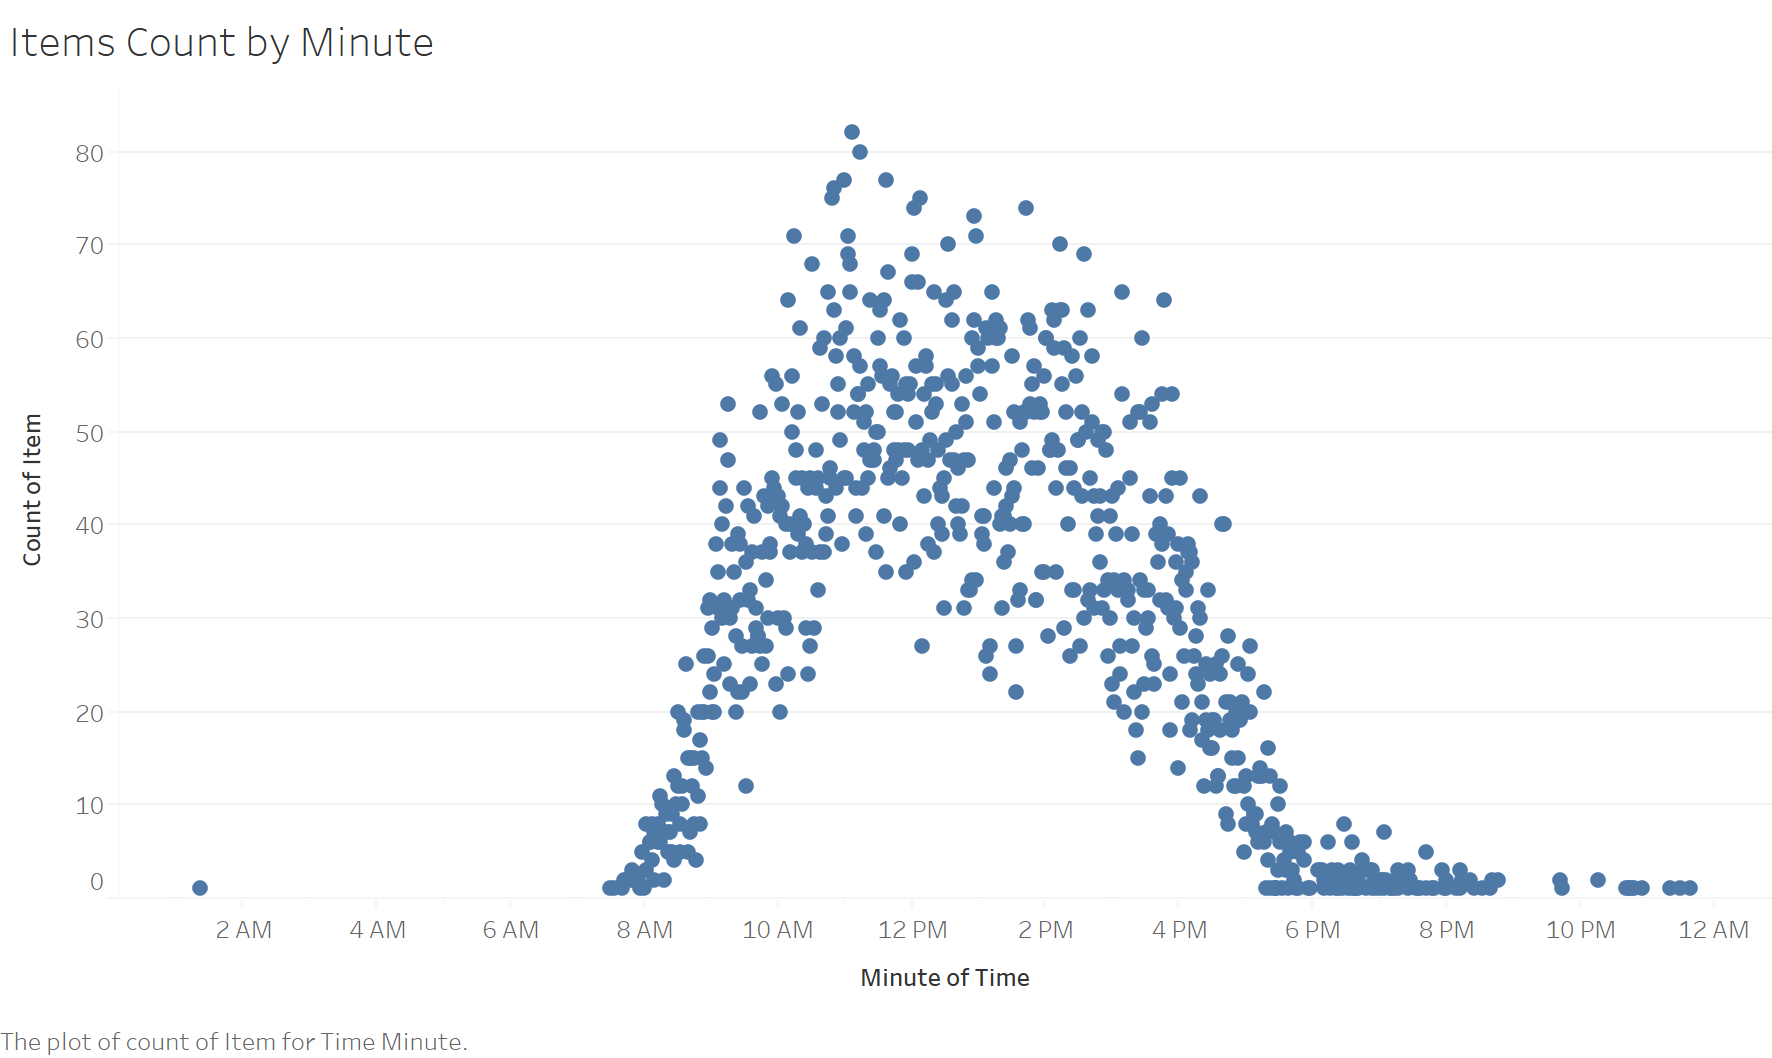 Items Count by Minute
80
70
60
50
40
30
20
10
0
Count of Item
2 AM 4 AM 6 AM 8 AM 10 AM 12 PM 2 PM 4 PM 6 PM 8 PM 10 PM 12 AM
Minute of Time
The plot of count of Item for Time Minute.